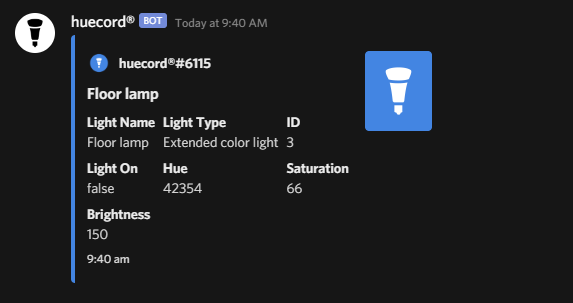 huecord® BOT Today at 9:40 AM
huecord®#6115
Floor lamp
Light Name Light Type ID
Floor lamp Extended color light 3
Light On Hue Saturation
false 42354 66
Brightness
150
9:40 am